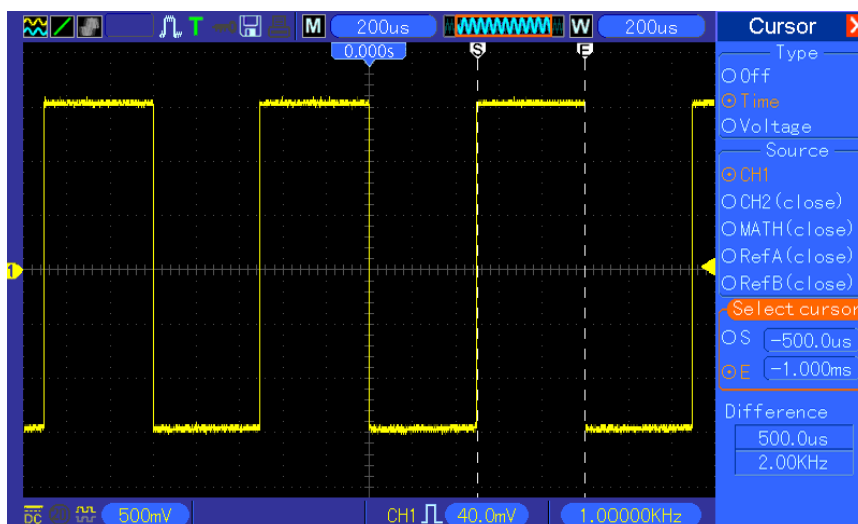 T M 200us W 200us Cursor X
0.000s S E
Type
Off
Time
Voltage
Source
CH1
CH2(close)
MATH(close)
1
RefA(close)
RefB(close)
Select cursor
S -500.0us
E -1.000ms
Difference
500.0us
2.00KHz
DC 500mV CH1 40.0mV 1.00000KHz